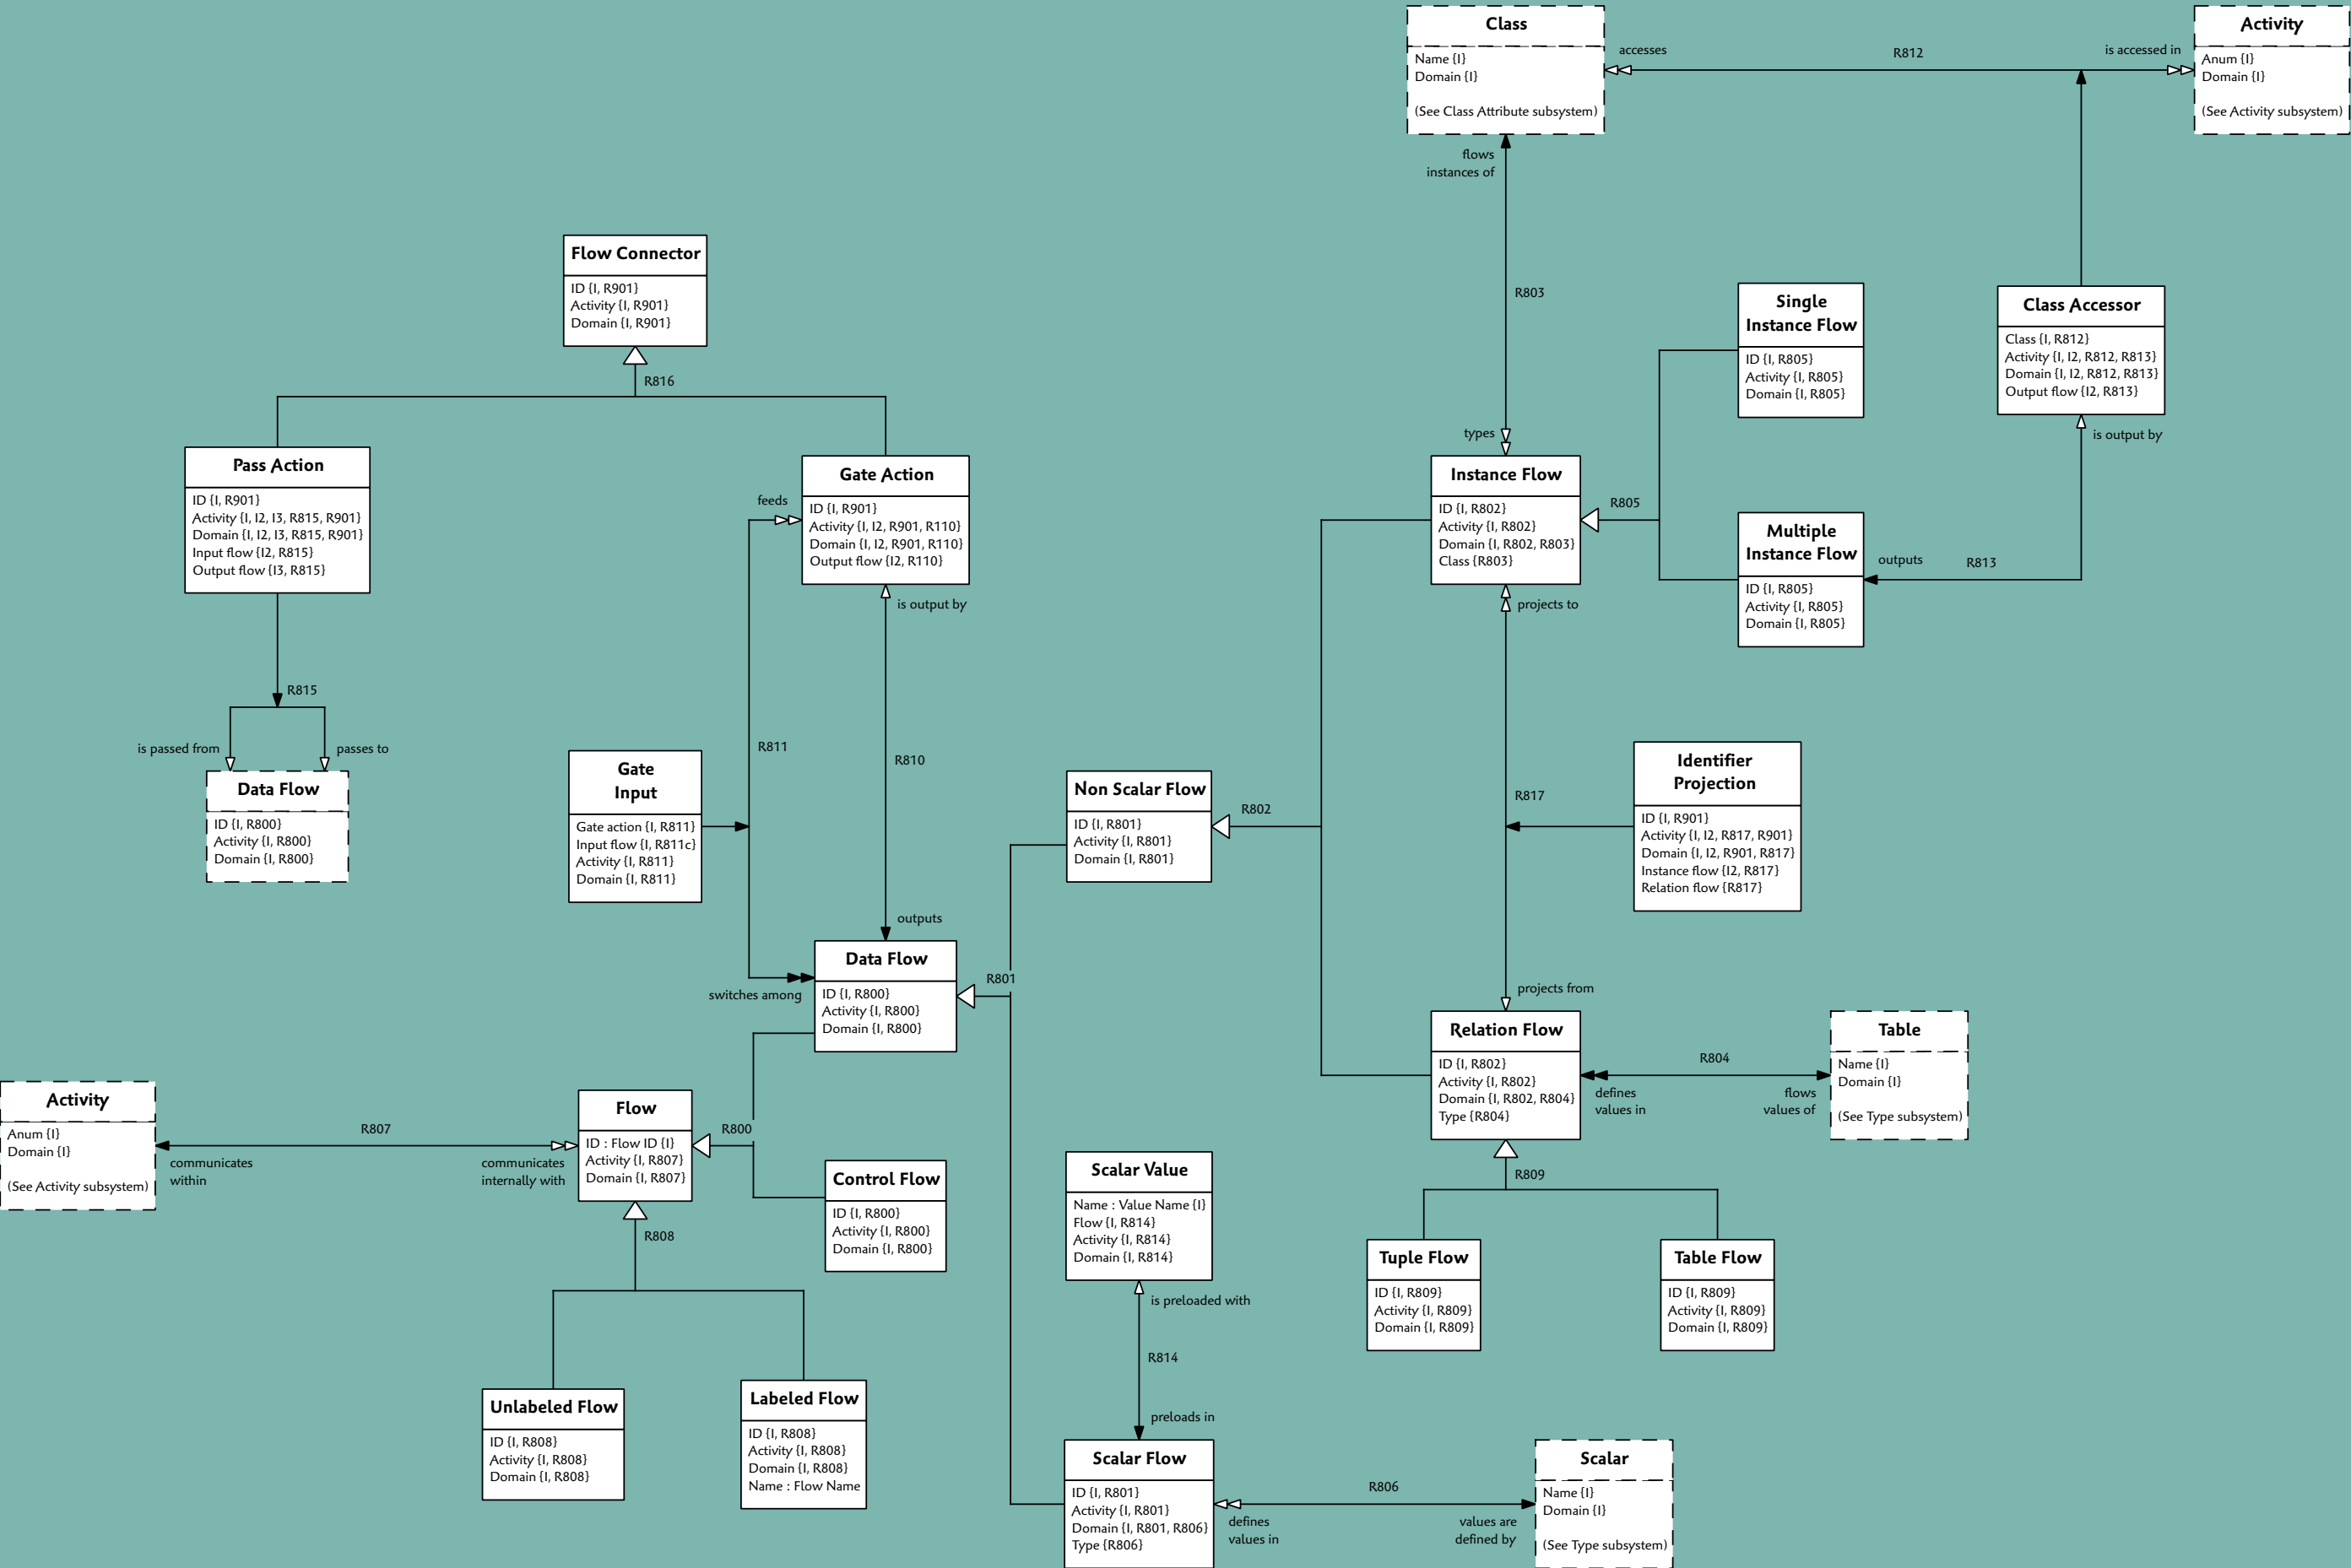 Class
Name {I}
Domain {I}
(See Class Attribute subsystem)
accesses
R812
is accessed in
Activity
Anum {I}
Domain {I}
(See Activity subsystem)
flows
instances of
R803
types
Flow Connector
ID {I, R901}
Activity {I, R901}
Domain {I, R901}
R816
Single
Instance Flow
ID {I, R805}
Activity {I, R805}
Domain {I, R805}
Class Accessor
Class {I, R812}
Activity {I, I2, R812, R813}
Domain {I, I2, R812, R813}
Output flow {I2, R813}
is output by
Pass Action
ID {I, R901}
Activity {I, I2, I3, R815, R901}
Domain {I, I2, I3, R815, R901}
Input flow {I2, R815}
Output flow {I3, R815}
feeds
Gate Action
ID {I, R901}
Activity {I, I2, R901, R110}
Domain {I, I2, R901, R110}
Output flow {I2, R110}
is output by
Instance Flow
ID {I, R802}
Activity {I, R802}
Domain {I, R802, R803}
Class {R803}
R805
projects to
Multiple
Instance Flow
ID {I, R805}
Activity {I, R805}
Domain {I, R805}
outputs
R813
R815
is passed from
passes to
Data Flow
ID {I, R800}
Activity {I, R800}
Domain {I, R800}
R811
R810
Gate
Input
Gate action {I, R811}
Input flow {I, R811c}
Activity {I, R811}
Domain {I, R811}
Non Scalar Flow
ID {I, R801}
Activity {I, R801}
Domain {I, R801}
R802
R817
Identifier
Projection
ID {I, R901}
Activity {I, I2, R817, R901}
Domain {I, I2, R901, R817}
Instance flow {I2, R817}
Relation flow {R817}
outputs
switches among
Data Flow
ID {I, R800}
Activity {I, R800}
Domain {I, R800}
R801
projects from
Relation Flow
ID {I, R802}
Activity {I, R802}
Domain {I, R802, R804}
Type {R804}
R804
defines
values in
flows
values of
Table
Name {I}
Domain {I}
(See Type subsystem)
Activity
Anum {I}
Domain {I}
(See Activity subsystem)
R807
communicates
within
communicates
internally with
Flow
ID : Flow ID {I}
Activity {I, R807}
Domain {I, R807}
R800
Control Flow
ID {I, R800}
Activity {I, R800}
Domain {I, R800}
R808
Scalar Value
Name : Value Name {I}
Flow {I, R814}
Activity {I, R814}
Domain {I, R814}
is preloaded with
R814
preloads in
R809
Tuple Flow
ID {I, R809}
Activity {I, R809}
Domain {I, R809}
Table Flow
ID {I, R809}
Activity {I, R809}
Domain {I, R809}
Unlabeled Flow
ID {I, R808}
Activity {I, R808}
Domain {I, R808}
Labeled Flow
ID {I, R808}
Activity {I, R808}
Domain {I, R808}
Name : Flow Name
Scalar Flow
ID {I, R801}
Activity {I, R801}
Domain {I, R801, R806}
Type {R806}
R806
defines
values in
values are
defined by
Scalar
Name {I}
Domain {I}
(See Type subsystem)